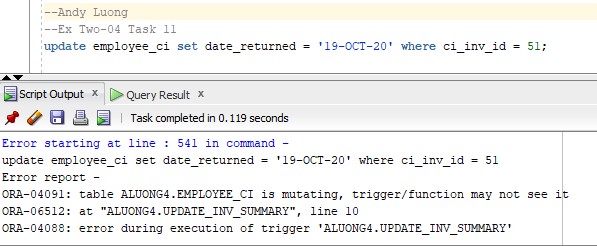 --Andy Luong
--Ex Two-04 Task 11
update employee_ci set date_returned = '19-OCT-20' where ci_inv_id = 51;
Script Output x Query Result x
Task completed in 0.119 seconds
Error starting at line : 541 in command -
update employee_ci set date_returned = '19-OCT-20' where ci_inv_id = 51
Error report -
ORA-04091: table ALUONG4.EMPLOYEE_CI is mutating, trigger/function may not see it
ORA-06512: at "ALUONG4.UPDATE_INV_SUMMARY", line 10
ORA-04088: error during execution of trigger 'ALUONG4.UPDATE_INV_SUMMARY'